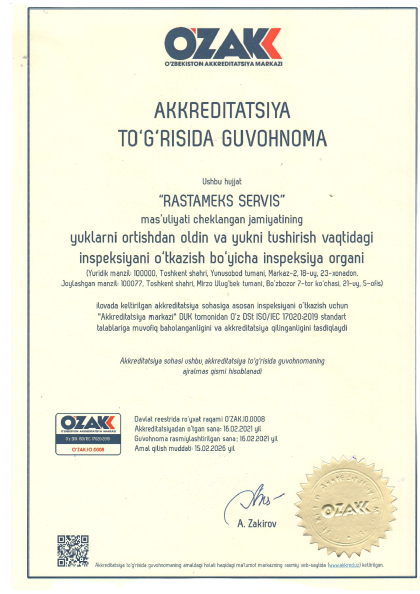 O'ZAKK
O'ZBEKISTON AKKREDITATSIYA MARKAZI
AKKREDITATSIYA
TO'G'RISIDA GUVOHNOMA
Ushbu hujjat
"RASTAMEKS SERVIS"
mas'uliyati cheklangan jamiyatining
yuklarni ortishdan oldin va yukni tushirish vaqtidagi
inspeksiyani o'tkazish bo'yicha inspeksiya organi
(Yuridik manzil: 100000, Toshkent shahri, Yunusobod tumani, Markaz-2, 18-uy, 23-xonadon.
Joylashgan manzil: 100077, Toshkent shahri, Mirzo Ulug'bek tumani, Bo'zbozor 7-tor ko'chasi, 21-uy, 5-ofis)
ilovada keltirilgan akkreditatsiya sohasiga asosan inspeksiyani o'tkazish uchun
"Akkreditatsiya markazi" DUK tomonidan O'z DSt ISO/IEC 17020:2019 standart
talablariga muvofiq baholanganligini va akkreditatsiya qilinganligini tasdiqlaydi
Akkreditatsiya sohasi ushbu akkreditatsiya to'g'risida guvohnomaning
ajralmas qismi hisoblanadi
O'ZAKK
O'ZBEKISTON AKKREDITATSIYA MARKAZI
O'z DSt ISO/IEC 17020:2019
O'ZAK.IO.0008
Davlat reestrida ro'yxat raqami O'ZAK.IO.0008
Akkreditatsiyadan o'tgan sana: 16.02.2021 yil
Guvohnoma rasmiylashtirilgan sana: 16.02.2021 yil
Amal qilish muddati: 15.02.2026 yil
O'ZAKK
A. Zakirov
Akkreditatsiya to'g'risida guvohnomaning amaldagi holati haqidagi ma'lumot markazning rasmiy veb-saytida (www.akkred.uz) keltirilgan.